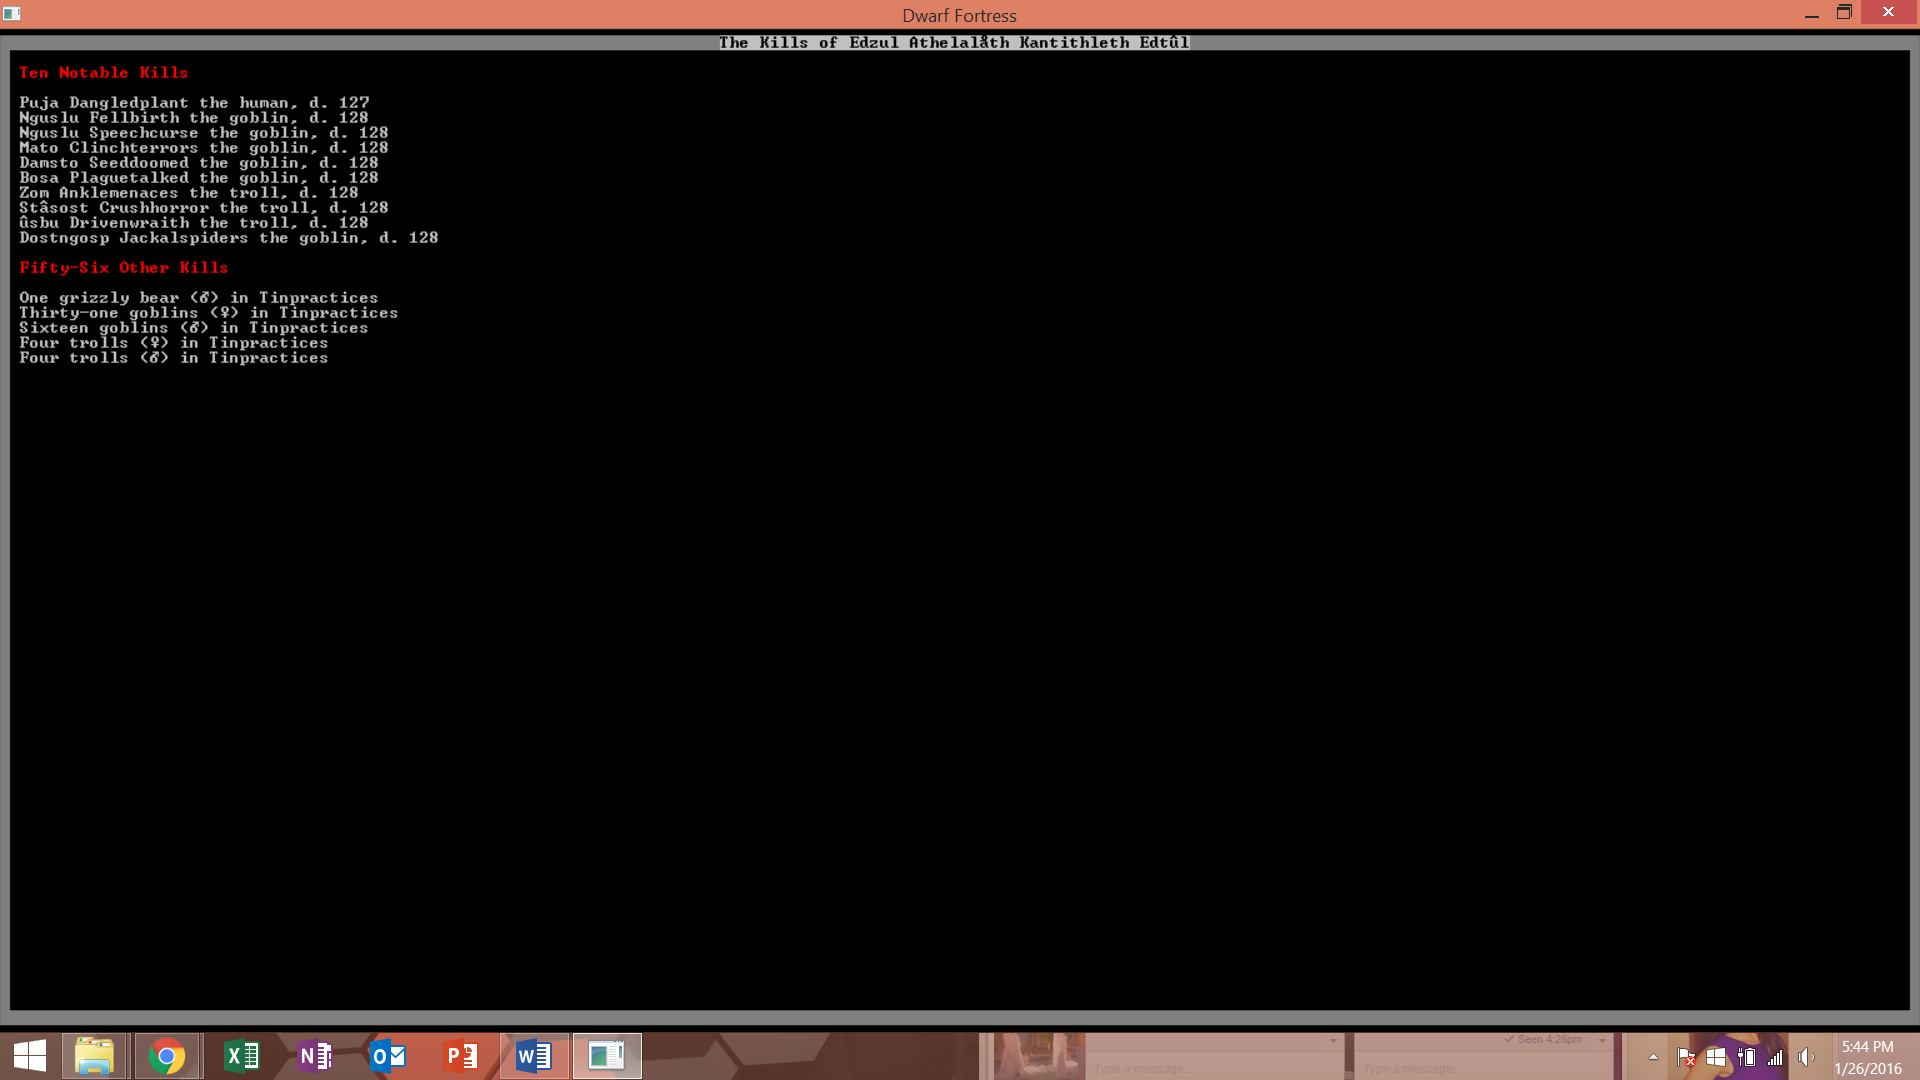 Dwarf Fortress
The Kills of Edzul Athelalåth Kantithleth Edtûl
Ten Notable Kills
Puja Dangledplant the human, d. 127
Nguslu Fellbirth the goblin, d. 128
Nguslu Speechcurse the goblin, d. 128
Mato Clinchterrors the goblin, d. 128
Damsto Seeddoomed the goblin, d. 128
Bosa Plaguetalked the goblin, d. 128
Zom Anklemenaces the troll, d. 128
Stâsost Crushhorror the troll, d. 128
ûsbu Drivenwraith the troll, d. 128
Dostngosp Jackalspiders the goblin, d. 128
Fifty-Six Other Kills
One grizzly bear (♂) in Tinpractices
Thirty-one goblins (♀) in Tinpractices
Sixteen goblins (♂) in Tinpractices
Four trolls (♀) in Tinpractices
Four trolls (♂) in Tinpractices
Seen 4:26pm
Type a message...
Type a message...
5:44 PM
1/26/2016